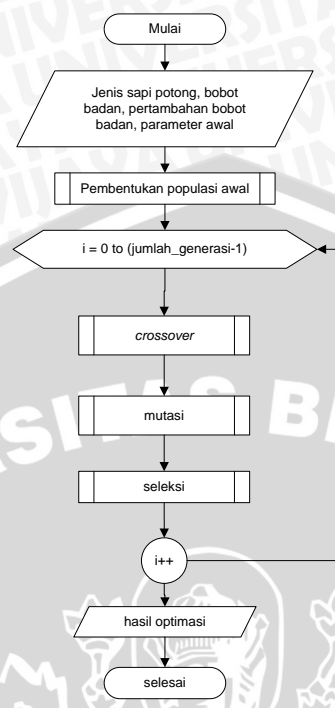 Mulai
Jenis sapi potong, bobot
badan, pertambahan bobot
badan, parameter awal
Pembentukan populasi awal
i = 0 to (jumlah_generasi-1)
crossover
mutasi
seleksi
i++
hasil optimasi
selesai